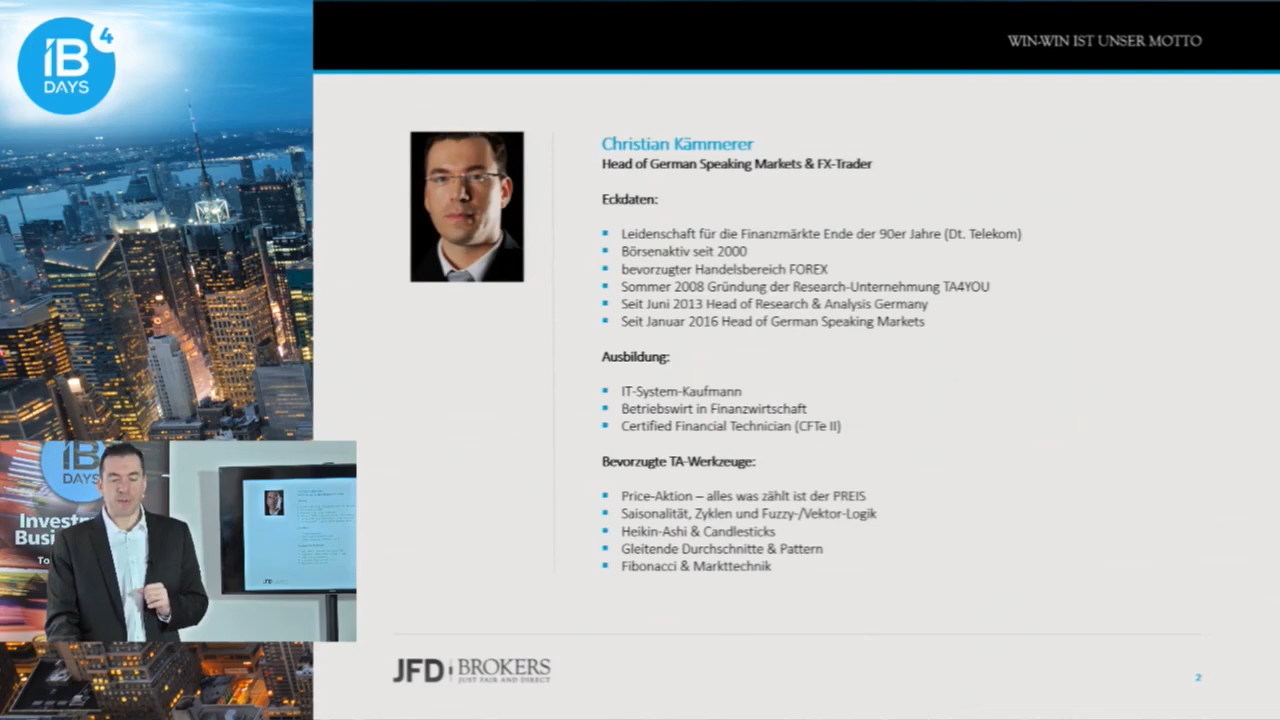 4
IB
DAYS
WIN-WIN IST UNSER MOTTO
Christian Kämmerer
Head of German Speaking Markets & FX-Trader
Eckdaten:
Leidenschaft für die Finanzmärkte Ende der 90er Jahre (Dt. Telekom)
Börsenaktiv seit 2000
bevorzugter Handelsbereich FOREX
Sommer 2008 Gründung der Research-Unternehmung TA4YOU
Seit Juni 2013 Head of Research & Analysis Germany
Seit Januar 2016 Head of German Speaking Markets
Ausbildung:
IT-System-Kaufmann
Betriebswirt in Finanzwirtschaft
Certified Financial Technician (CFTe II)
Bevorzugte TA-Werkzeuge:
Price-Aktion – alles was zählt ist der PREIS
Saisonalität, Zyklen und Fuzzy-/Vektor-Logik
Heikin-Ashi & Candlesticks
Gleitende Durchschnitte & Pattern
Fibonacci & Markttechnik
IB
DAYS
Invest
Busi
To
JFD BROKERS
JUST FAIR AND DIRECT
2